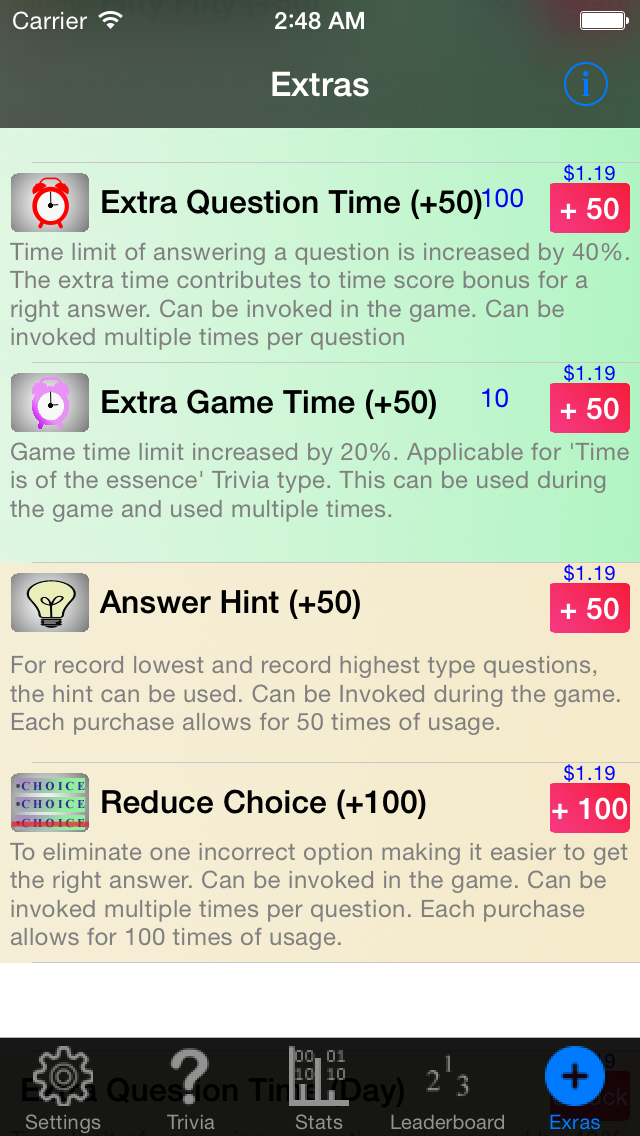 Carrier 2:48 AM
Extras i
$1.19
Extra Question Time (+50) 100 + 50
Time limit of answering a question is increased by 40%.
The extra time contributes to time score bonus for a
right answer. Can be invoked in the game. Can be
invoked multiple times per question
$1.19
Extra Game Time (+50) 10 + 50
Game time limit increased by 20%. Applicable for 'Time
is of the essence' Trivia type. This can be used during
the game and used multiple times.
$1.19
Answer Hint (+50) + 50
For record lowest and record highest type questions,
the hint can be used. Can be Invoked during the game.
Each purchase allows for 50 times of usage.
$1.19
•CHOICE
•CHOICE
•CHOICE
Reduce Choice (+100) + 100
To eliminate one incorrect option making it easier to get
the right answer. Can be invoked in the game. Can be
invoked multiple times per question. Each purchase
allows for 100 times of usage.
00 01
10 10
2 1 3
Extra Question Time (Day)
Settings Trivia Stats Leaderboard Exras